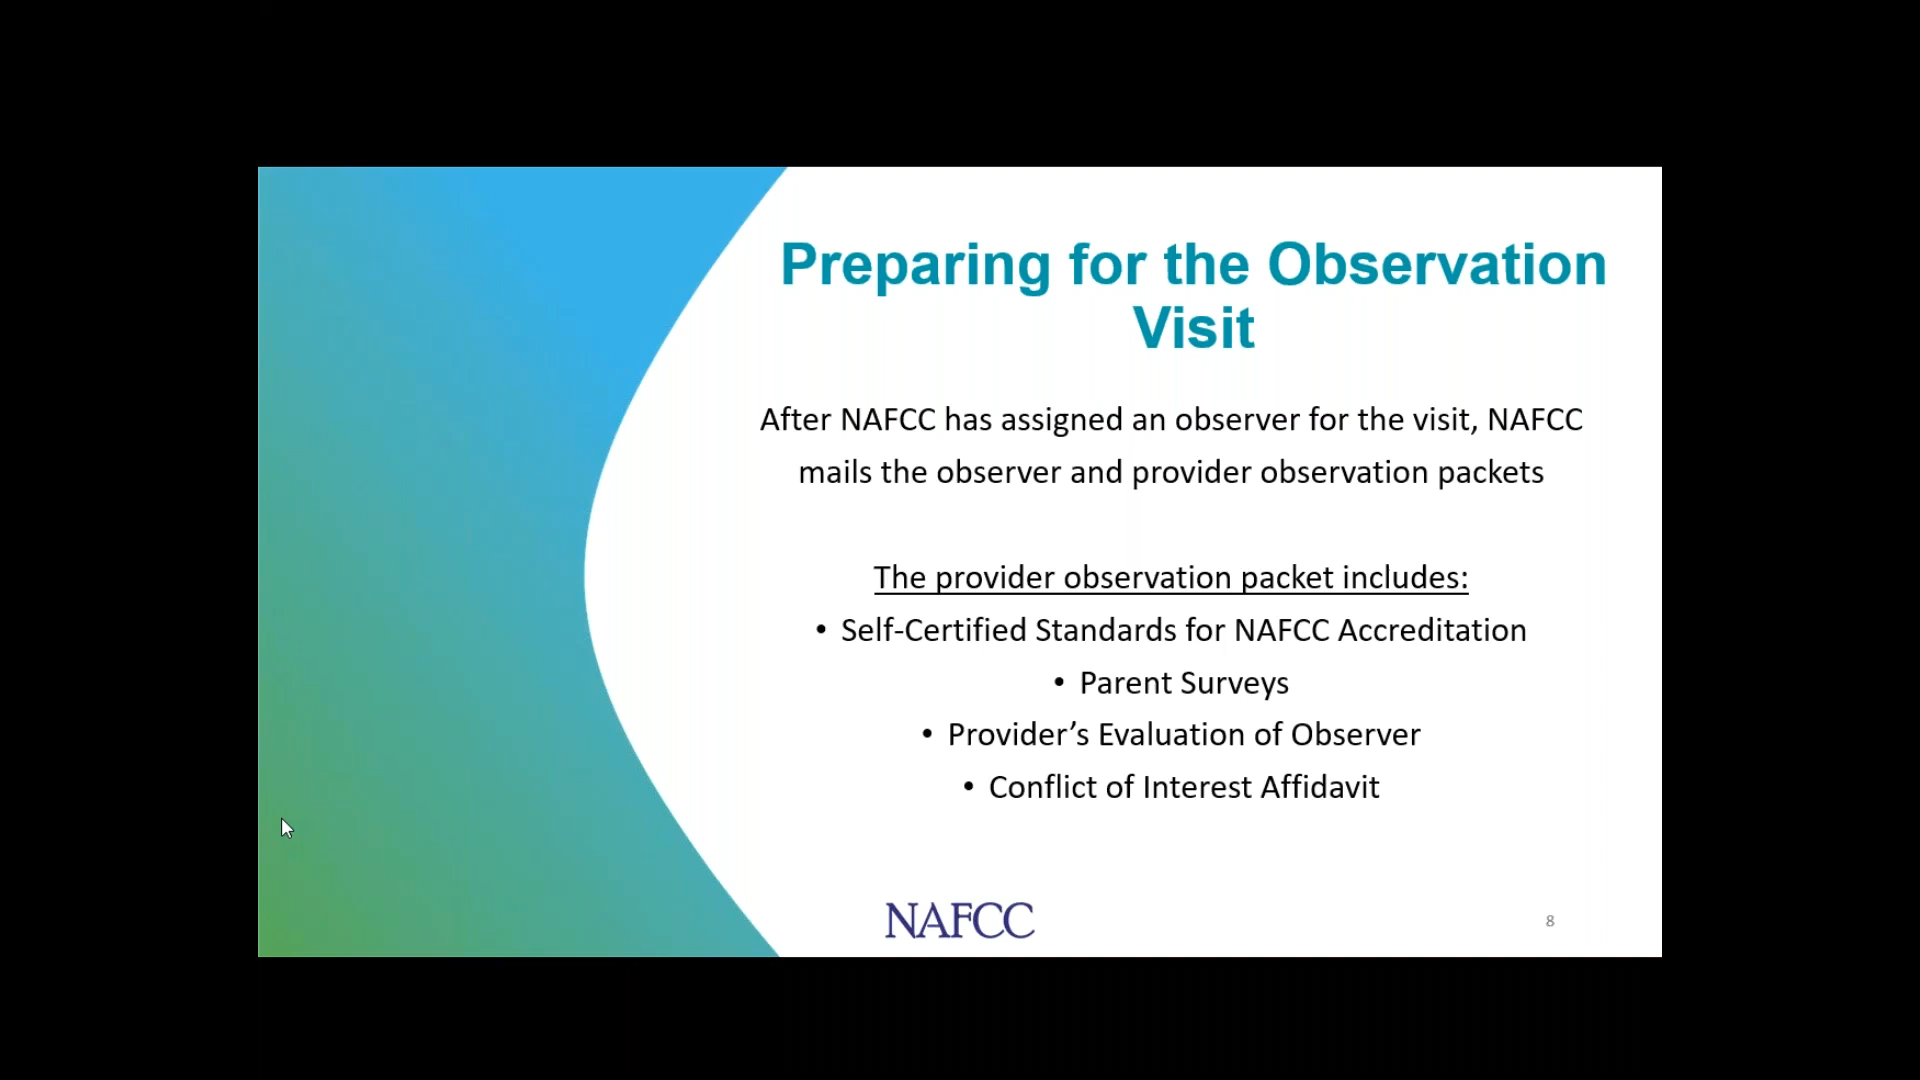 Preparing for the Observation
Visit
After NAFCC has assigned an observer for the visit, NAFCC
mails the observer and provider observation packets
The provider observation packet includes:
• Self-Certified Standards for NAFCC Accreditation
• Parent Surveys
• Provider’s Evaluation of Observer
• Conflict of Interest Affidavit
NAFCC
8